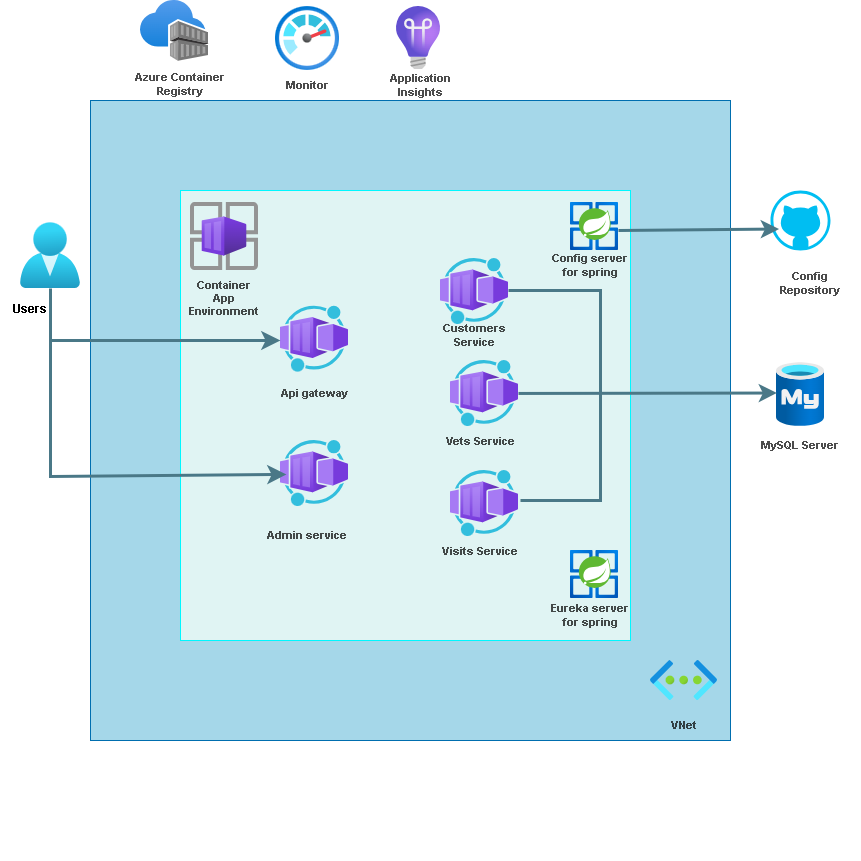 Azure Container
Registry
Monitor
Application
Insights
Container
App
Environment
Config server
for spring
Config
Repository
Users
Customers
Service
Api gateway
Vets Service
My
MySQL Server
Admin service
Visits Service
Eureka server
for spring
VNet